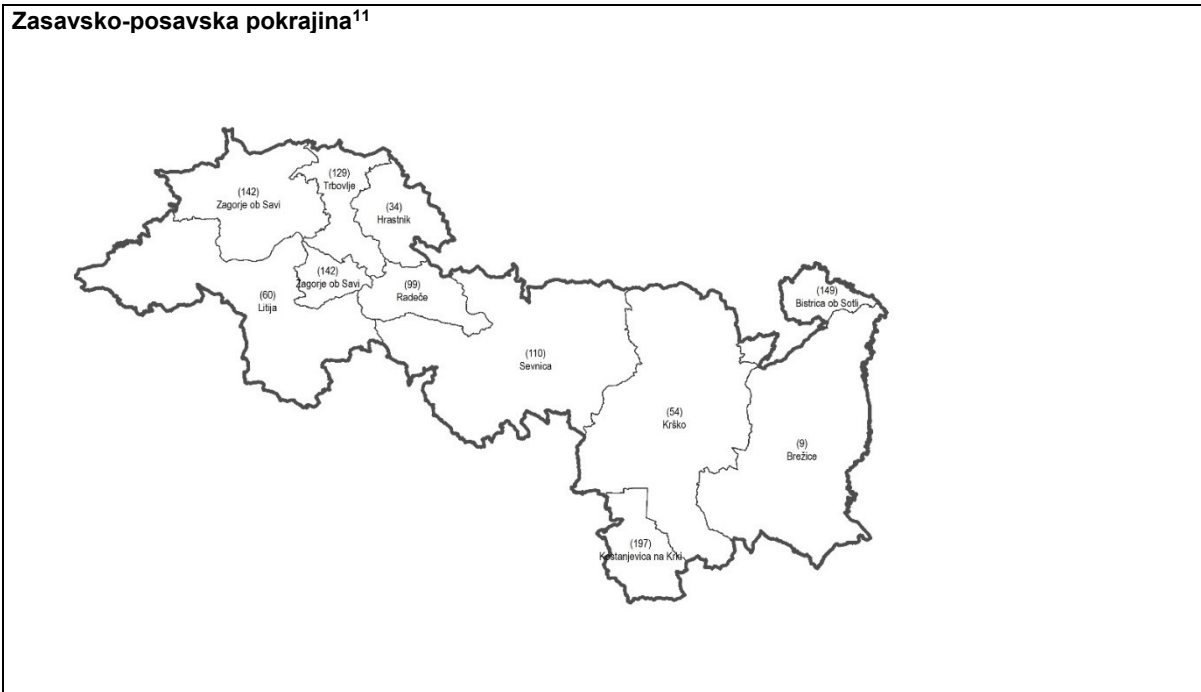 Zasavsko-posavska pokrajina¹¹
(129)
Trbovlje
(142)
Zagorje ob Savi
(34)
Hrastnik
(142)
Zagorje ob Savi
(99)
Radeče
(60)
Litija
(149)
Bistrica ob Sotli
(110)
Sevnica
(54)
Krško
(9)
Brežice
(197)
Kostanjevica na Krki